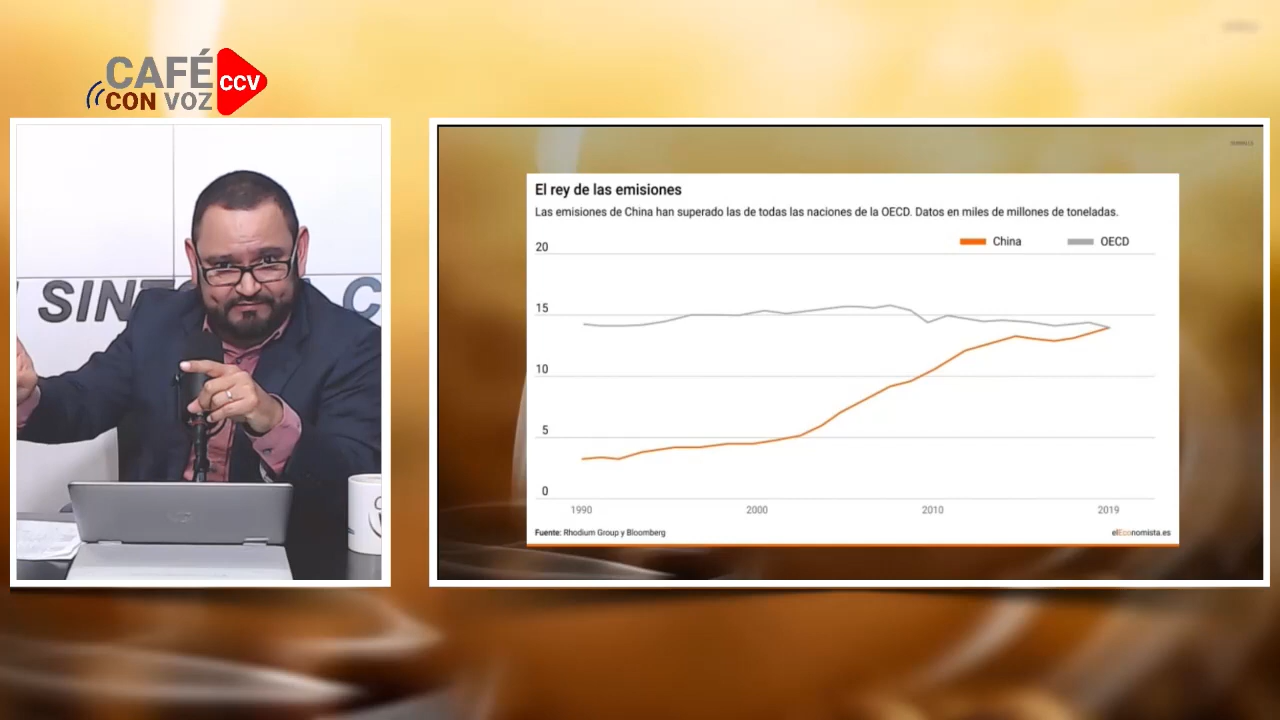 CAFÉ
CON VOZ
CCV
El rey de las emisiones
Las emisiones de China han superado las de todas las naciones de la OECD. Datos en miles de millones de toneladas.
China
OECD
20
15
10
5
0
1990
2000
2010
2019
Fuente: Rhodium Group y Bloomberg
elEconomista.es